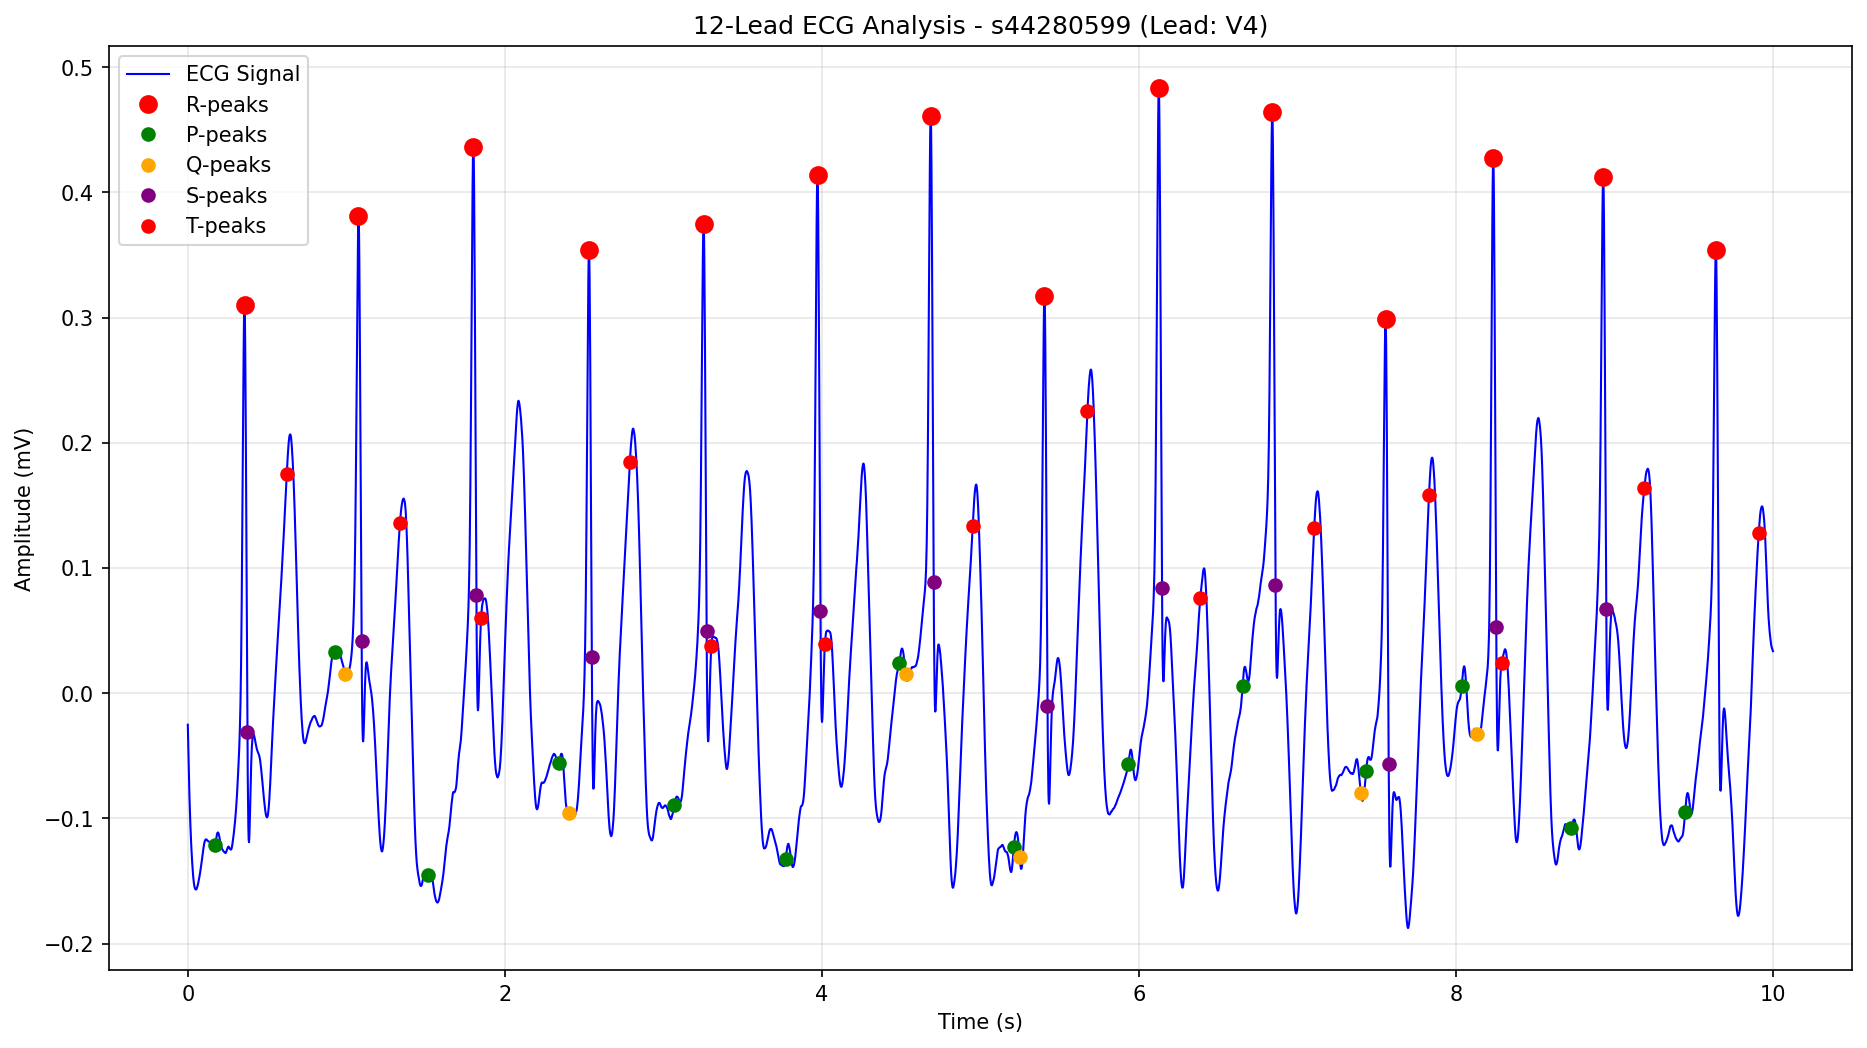 12-Lead ECG Analysis - s44280599 (Lead: V4)
ECG Signal
R-peaks
P-peaks
Q-peaks
S-peaks
T-peaks
Amplitude (mV)
0.5
0.4
0.3
0.2
0.1
0.0
−0.1
−0.2
0 2 4 6 8 10
Time (s)